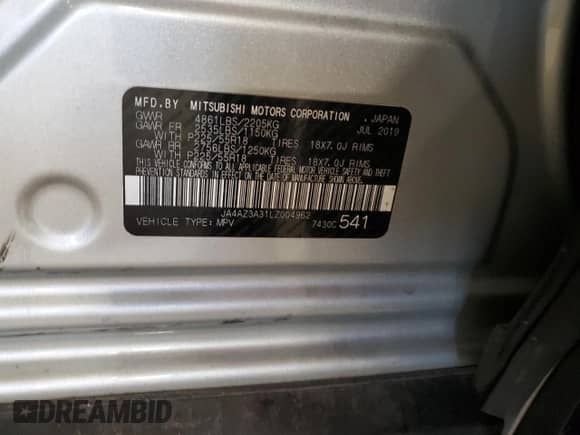 MFD.BY MITSUBISHI MOTORS CORPORATION , JAPAN
GVWR 4861LBS/2205KG JUL 2019
GAWR FR 2535LBS/1150KG
WITH P225/55R18 TIRES 18X7.0J RIMS
GAWR RR 2756LBS/1250KG
WITH P225/55R18 TIRES 18X7.0J RIMS
THIS VEHICLE CONFORMS TO ALL APPLICABLE FEDERAL MOTOR VEHICLE SAFETY, BUMPER AND THEFT
PREVENTION STANDARDS IN EFFECT ON THE DATE OF MANUFACTURE SHOWN ABOVE.
JA4AZ3A31LZ004962
VEHICLE TYPE:MPV 7430C 541
DREAMBID